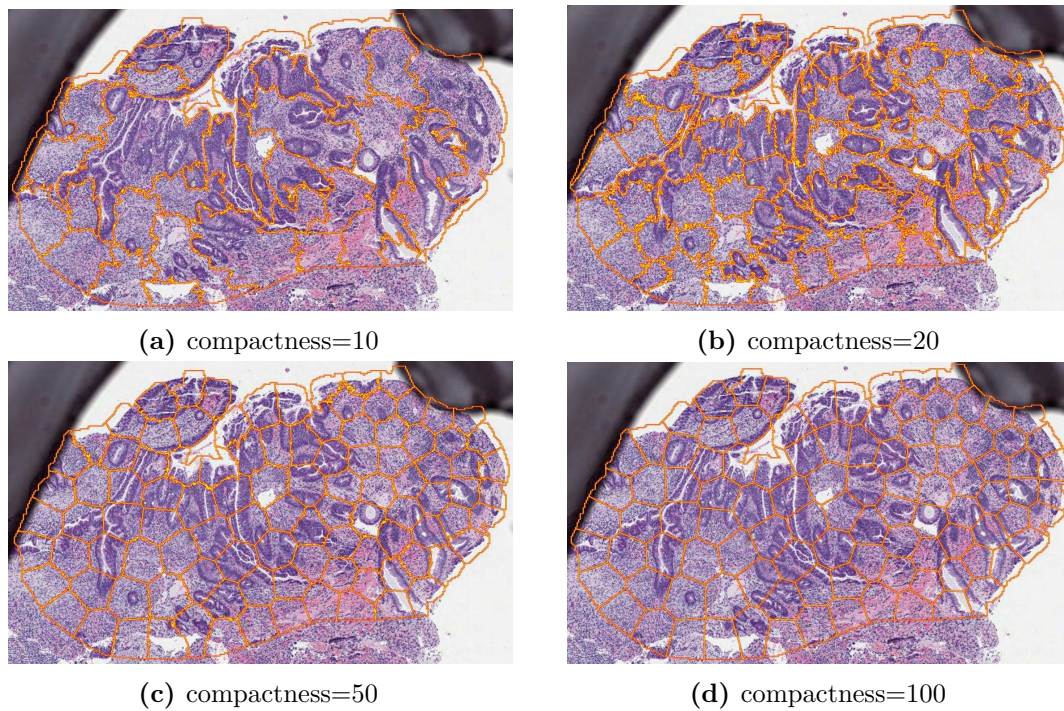 (a) compactness=10
(b) compactness=20
(c) compactness=50
(d) compactness=100